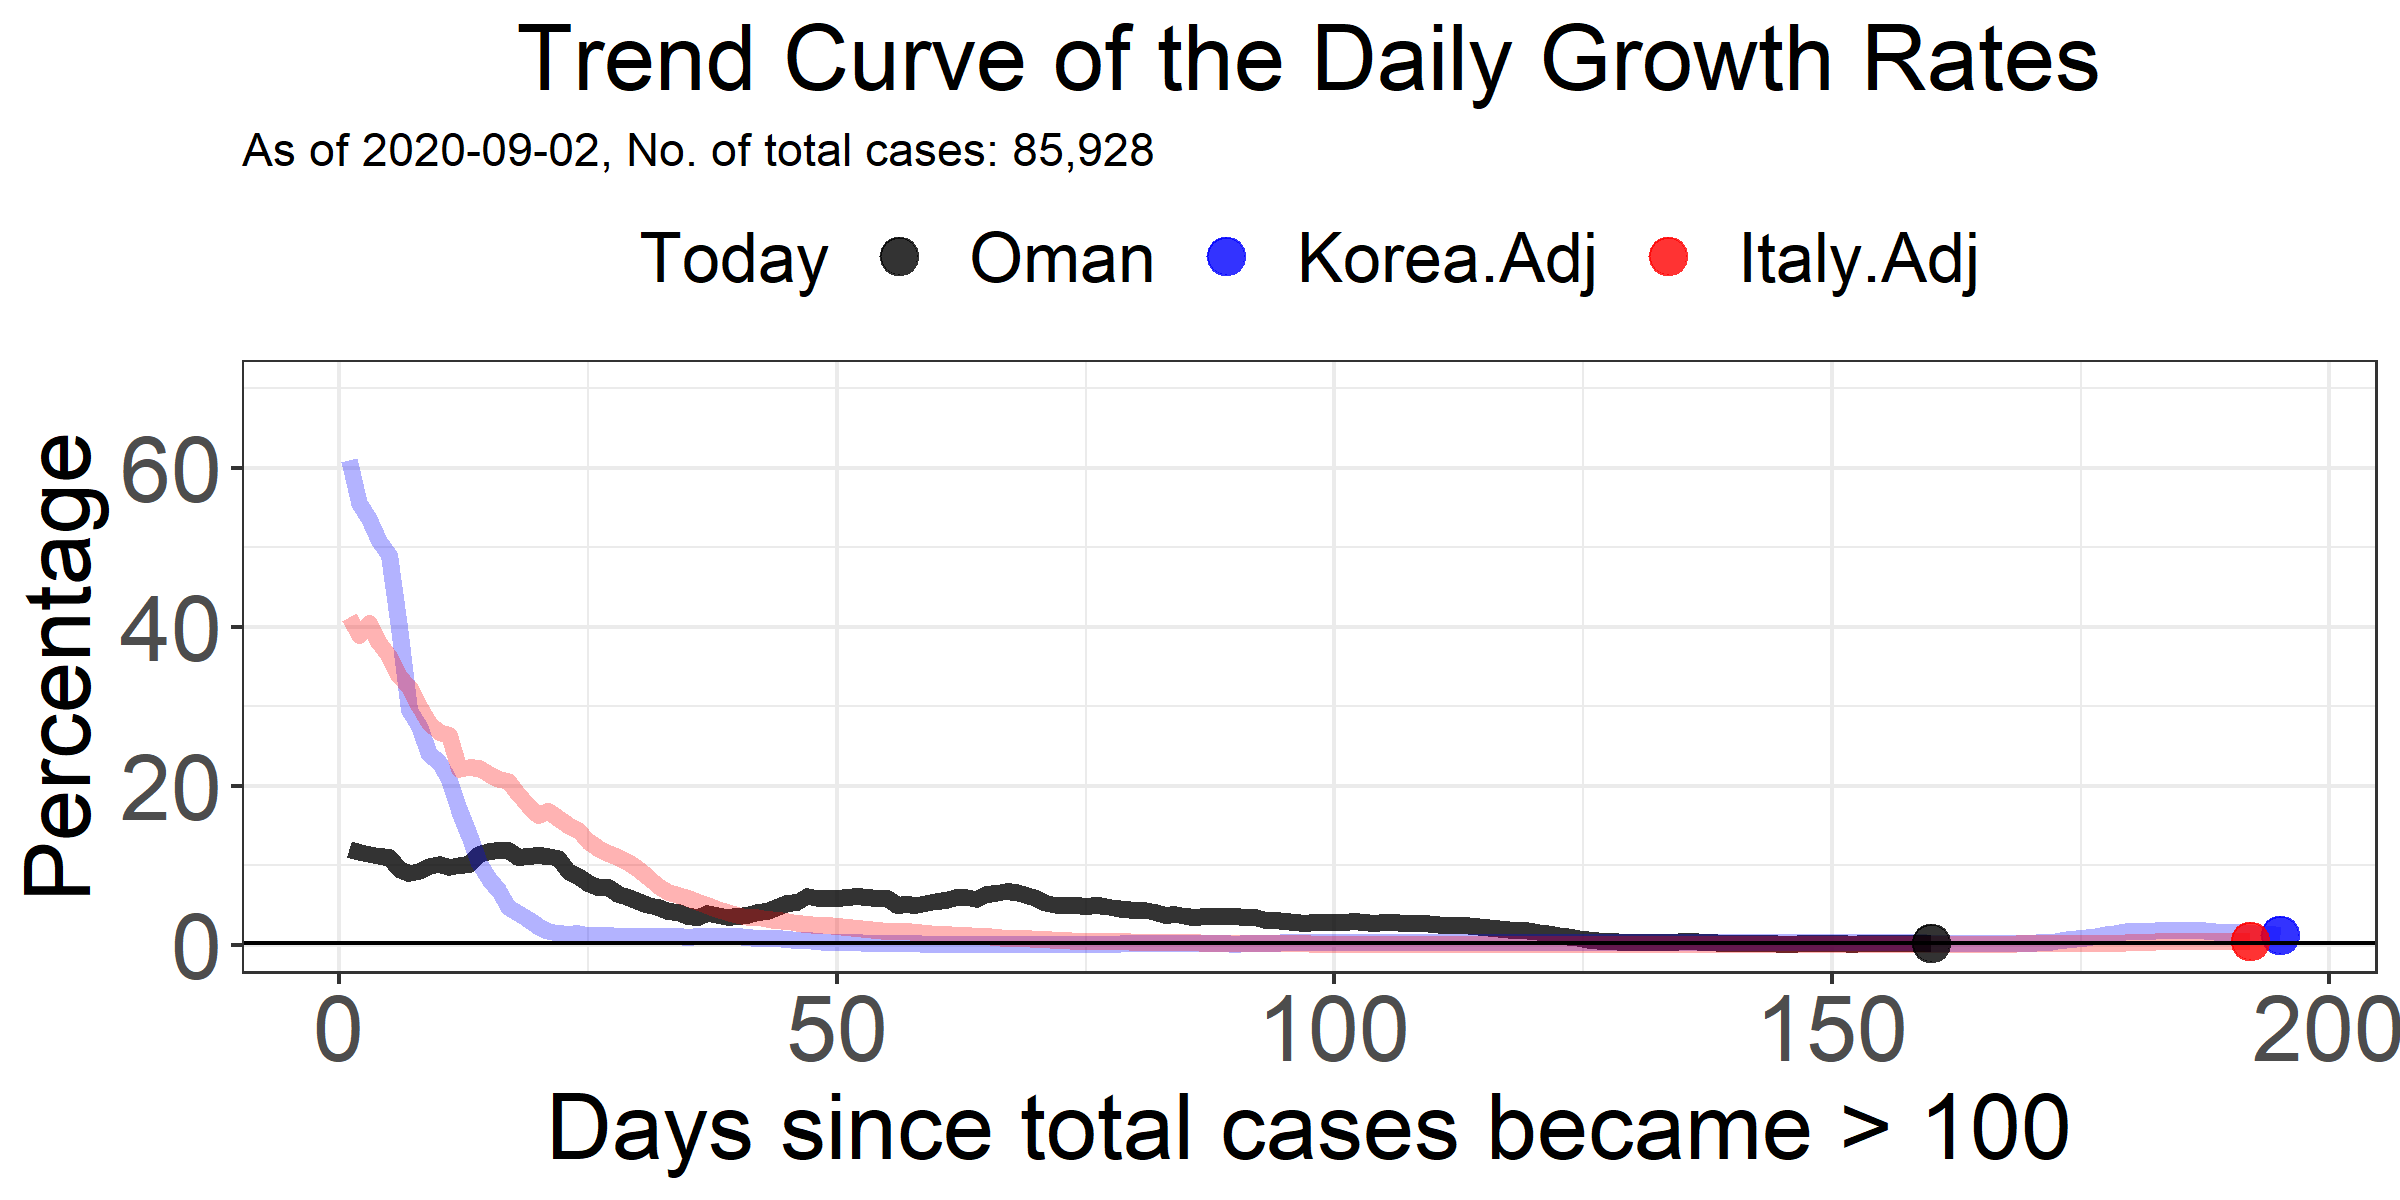 Trend Curve of the Daily Growth Rates
As of 2020-09-02, No. of total cases: 85,928
Today Oman Korea.Adj Italy.Adj
Percentage
60
40
20
0
0 50 100 150 200
Days since total cases became > 100